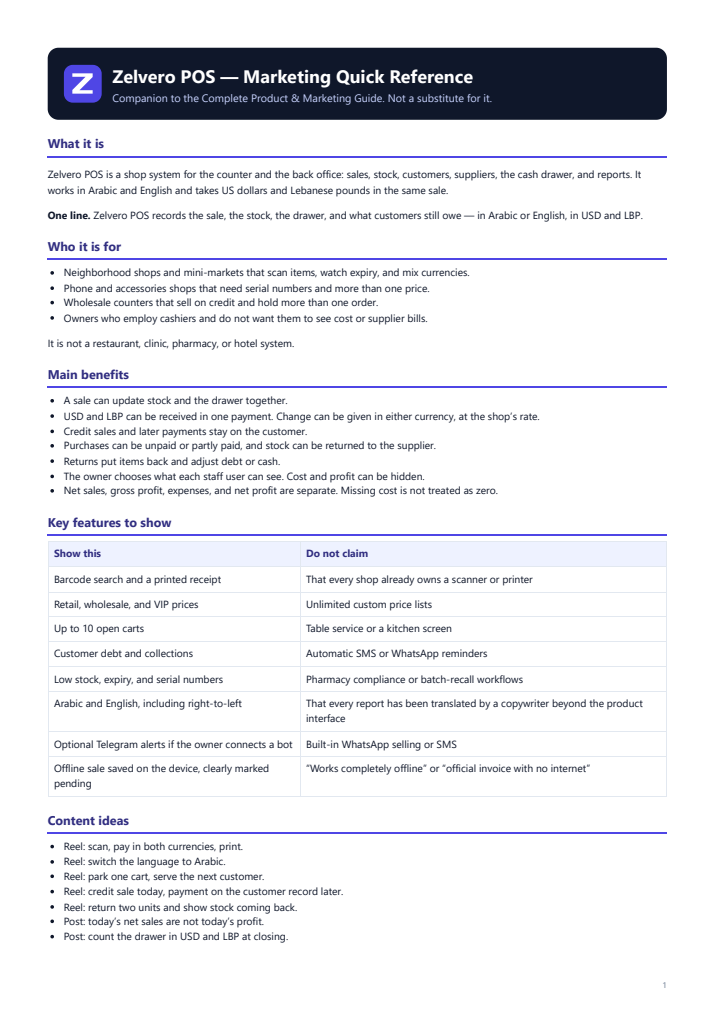 Z
Zelvero POS — Marketing Quick Reference
Companion to the Complete Product & Marketing Guide. Not a substitute for it.
What it is
Zelvero POS is a shop system for the counter and the back office: sales, stock, customers, suppliers, the cash drawer, and reports. It
works in Arabic and English and takes US dollars and Lebanese pounds in the same sale.
One line. Zelvero POS records the sale, the stock, the drawer, and what customers still owe — in Arabic or English, in USD and LBP.
Who it is for
• Neighborhood shops and mini-markets that scan items, watch expiry, and mix currencies.
• Phone and accessories shops that need serial numbers and more than one price.
• Wholesale counters that sell on credit and hold more than one order.
• Owners who employ cashiers and do not want them to see cost or supplier bills.
It is not a restaurant, clinic, pharmacy, or hotel system.
Main benefits
• A sale can update stock and the drawer together.
• USD and LBP can be received in one payment. Change can be given in either currency, at the shop’s rate.
• Credit sales and later payments stay on the customer.
• Purchases can be unpaid or partly paid, and stock can be returned to the supplier.
• Returns put items back and adjust debt or cash.
• The owner chooses what each staff user can see. Cost and profit can be hidden.
• Net sales, gross profit, expenses, and net profit are separate. Missing cost is not treated as zero.
Key features to show
Show this Do not claim
Barcode search and a printed receipt That every shop already owns a scanner or printer
Retail, wholesale, and VIP prices Unlimited custom price lists
Up to 10 open carts Table service or a kitchen screen
Customer debt and collections Automatic SMS or WhatsApp reminders
Low stock, expiry, and serial numbers Pharmacy compliance or batch-recall workflows
Arabic and English, including right-to-left That every report has been translated by a copywriter beyond the product
interface
Optional Telegram alerts if the owner connects a bot Built-in WhatsApp selling or SMS
Offline sale saved on the device, clearly marked “Works completely offline” or “official invoice with no internet”
pending
Content ideas
• Reel: scan, pay in both currencies, print.
• Reel: switch the language to Arabic.
• Reel: park one cart, serve the next customer.
• Reel: credit sale today, payment on the customer record later.
• Reel: return two units and show stock coming back.
• Post: today’s net sales are not today’s profit.
• Post: count the drawer in USD and LBP at closing.
1